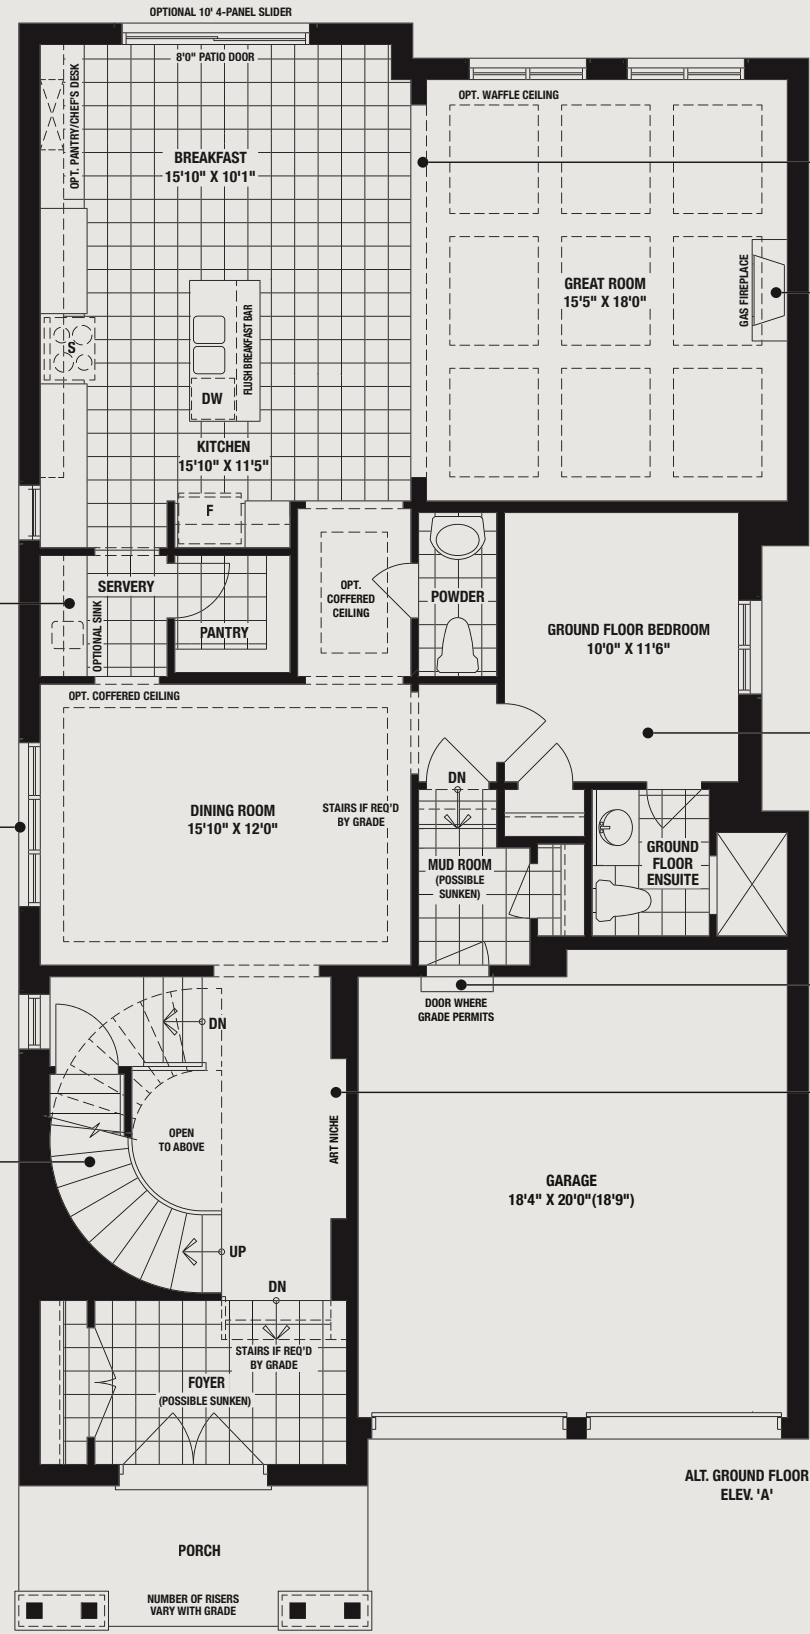 OPTIONAL 10' 4-PANEL SLIDER
8'0" PATIO DOOR
OPT. PANTRY/CHEF'S DESK
BREAKFAST
15'10" X 10'1"
OPT. WAFFLE CEILING
GREAT ROOM
15'5" X 18'0"
GAS FIREPLACE
S
FLUSH BREAKFAST BAR
DW
KITCHEN
15'10" X 11'5"
F
SERVERY
OPTIONAL SINK
PANTRY
OPT.
COFFERED
CEILING
POWDER
GROUND FLOOR BEDROOM
10'0" X 11'6"
OPT. COFFERED CEILING
DINING ROOM
15'10" X 12'0"
STAIRS IF REQ'D
BY GRADE
DN
MUD ROOM
(POSSIBLE
SUNKEN)
GROUND
FLOOR
ENSUITE
DOOR WHERE
GRADE PERMITS
DN
OPEN
TO ABOVE
ART NICHE
GARAGE
18'4" X 20'0"(18'9")
UP
DN
STAIRS IF REQ'D
BY GRADE
FOYER
(POSSIBLE SUNKEN)
ALT. GROUND FLOOR
ELEV. 'A'
PORCH
NUMBER OF RISERS
VARY WITH GRADE